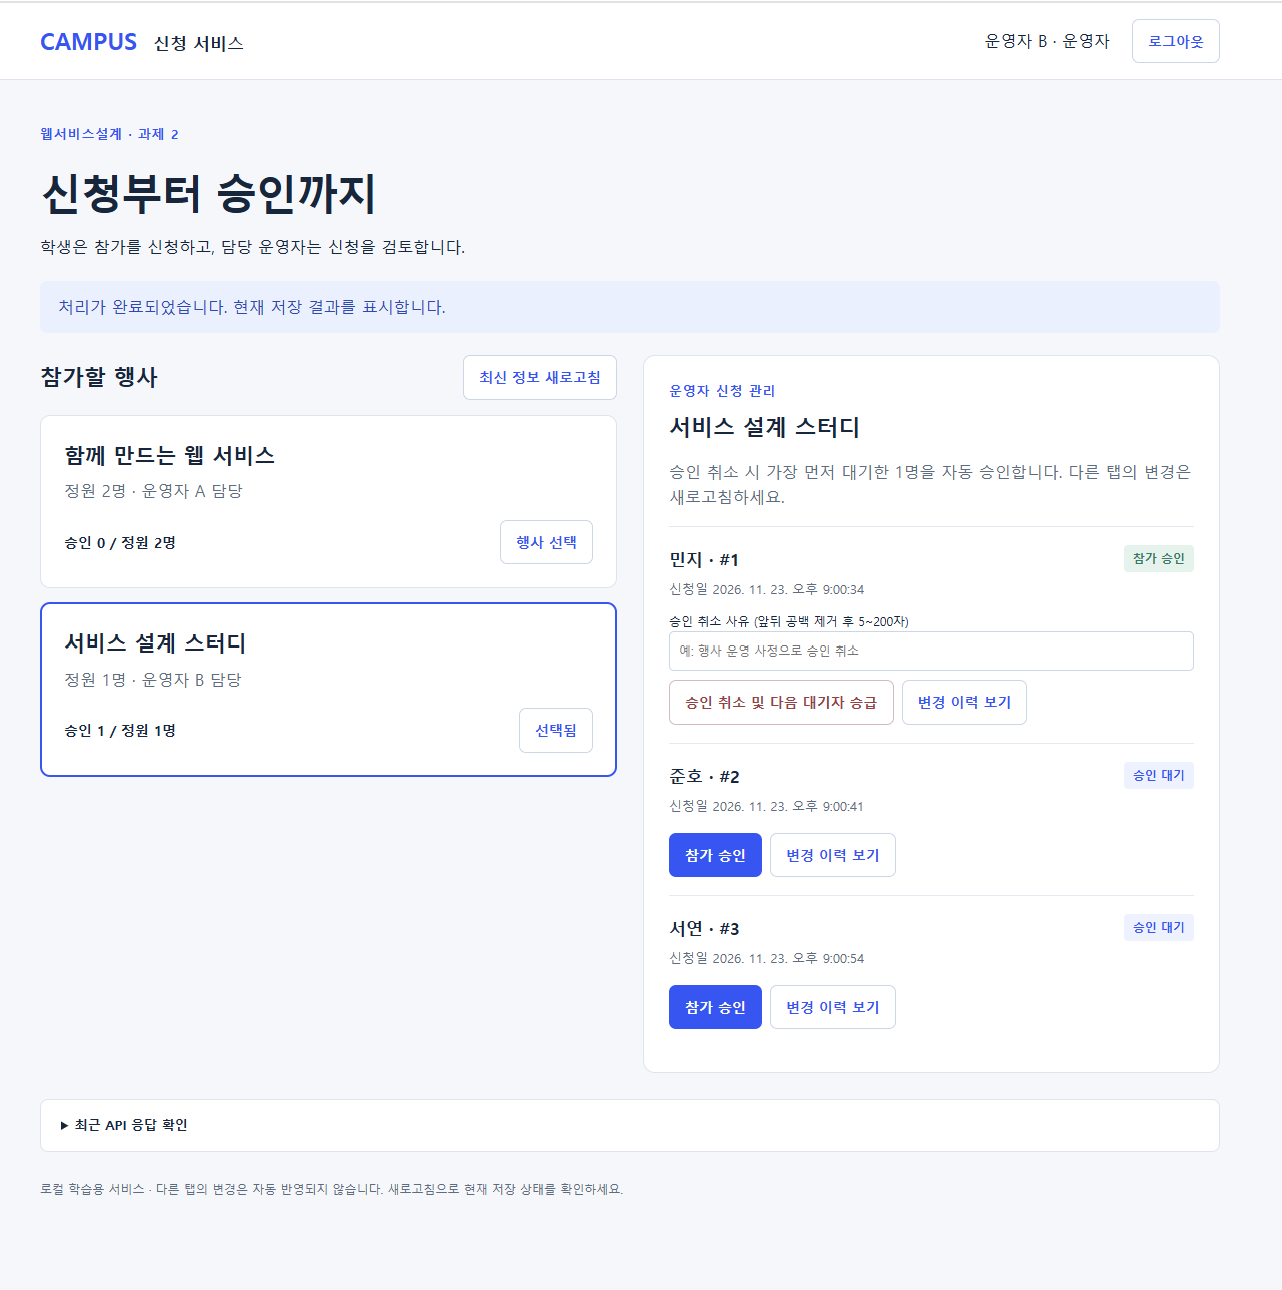 CAMPUS 신청 서비스
운영자 B · 운영자
로그아웃
웹서비스설계 · 과제 2
신청부터 승인까지
학생은 참가를 신청하고, 담당 운영자는 신청을 검토합니다.
처리가 완료되었습니다. 현재 저장 결과를 표시합니다.
참가할 행사
최신 정보 새로고침
함께 만드는 웹 서비스
정원 2명 · 운영자 A 담당
승인 0 / 정원 2명
행사 선택
서비스 설계 스터디
정원 1명 · 운영자 B 담당
승인 1 / 정원 1명
선택됨
운영자 신청 관리
서비스 설계 스터디
승인 취소 시 가장 먼저 대기한 1명을 자동 승인합니다. 다른 탭의 변경은
새로고침하세요.
민지 · #1
참가 승인
신청일 2026. 11. 23. 오후 9:00:34
승인 취소 사유 (앞뒤 공백 제거 후 5~200자)
예: 행사 운영 사정으로 승인 취소
승인 취소 및 다음 대기자 승급
변경 이력 보기
준호 · #2
승인 대기
신청일 2026. 11. 23. 오후 9:00:41
참가 승인
변경 이력 보기
서연 · #3
승인 대기
신청일 2026. 11. 23. 오후 9:00:54
참가 승인
변경 이력 보기
▶ 최근 API 응답 확인
로컬 학습용 서비스 · 다른 탭의 변경은 자동 반영되지 않습니다. 새로고침으로 현재 저장 상태를 확인하세요.